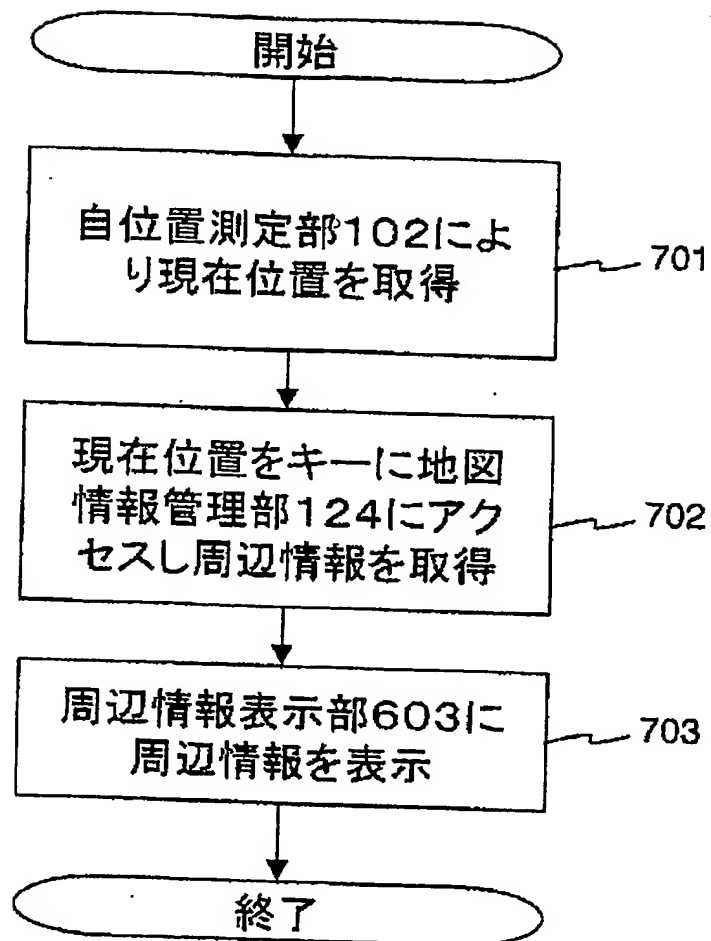 開始
自位置測定部102によ
り現在位置を取得
701
現在位置をキーに地図
情報管理部124にアク
セスし周辺情報を取得
702
周辺情報表示部603に
周辺情報を表示
703
終了